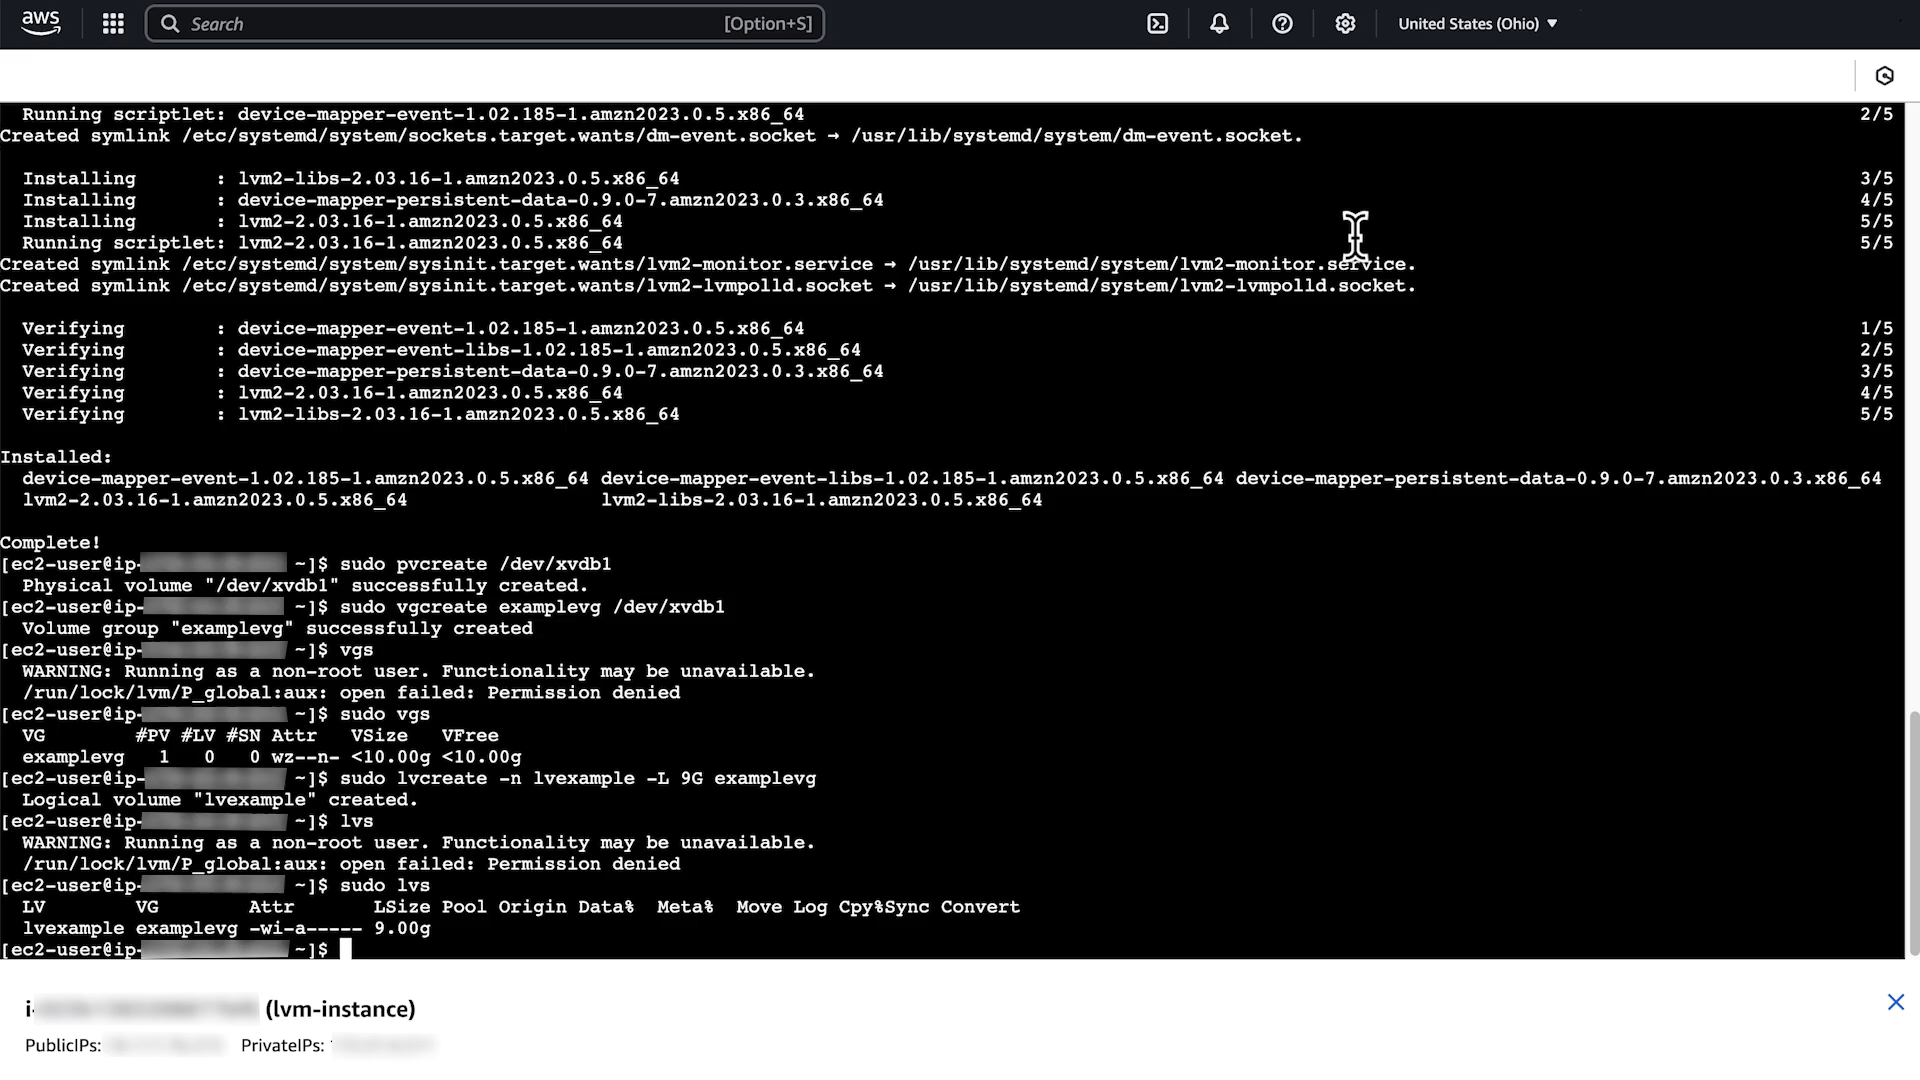 aws
Search [Option+S] United States (Ohio)
Running scriptlet: device-mapper-event-1.02.185-1.amzn2023.0.5.x86_64 2/5
Created symlink /etc/systemd/system/sockets.target.wants/dm-event.socket → /usr/lib/systemd/system/dm-event.socket.
Installing : lvm2-libs-2.03.16-1.amzn2023.0.5.x86_64 3/5
Installing : device-mapper-persistent-data-0.9.0-7.amzn2023.0.3.x86_64 4/5
Installing : lvm2-2.03.16-1.amzn2023.0.5.x86_64 5/5
Running scriptlet: lvm2-2.03.16-1.amzn2023.0.5.x86_64 5/5
Created symlink /etc/systemd/system/sysinit.target.wants/lvm2-monitor.service → /usr/lib/systemd/system/lvm2-monitor.service.
Created symlink /etc/systemd/system/sysinit.target.wants/lvm2-lvmpolld.socket → /usr/lib/systemd/system/lvm2-lvmpolld.socket.
Verifying : device-mapper-event-1.02.185-1.amzn2023.0.5.x86_64 1/5
Verifying : device-mapper-event-libs-1.02.185-1.amzn2023.0.5.x86_64 2/5
Verifying : device-mapper-persistent-data-0.9.0-7.amzn2023.0.3.x86_64 3/5
Verifying : lvm2-2.03.16-1.amzn2023.0.5.x86_64 4/5
Verifying : lvm2-libs-2.03.16-1.amzn2023.0.5.x86_64 5/5
Installed:
device-mapper-event-1.02.185-1.amzn2023.0.5.x86_64 device-mapper-event-libs-1.02.185-1.amzn2023.0.5.x86_64 device-mapper-persistent-data-0.9.0-7.amzn2023.0.3.x86_64
lvm2-2.03.16-1.amzn2023.0.5.x86_64 lvm2-libs-2.03.16-1.amzn2023.0.5.x86_64
Complete!
[ec2-user@ip- ~]$ sudo pvcreate /dev/xvdb1
Physical volume "/dev/xvdb1" successfully created.
[ec2-user@ip- ~]$ sudo vgcreate examplevg /dev/xvdb1
Volume group "examplevg" successfully created
[ec2-user@ip- ~]$ vgs
WARNING: Running as a non-root user. Functionality may be unavailable.
/run/lock/lvm/P_global:aux: open failed: Permission denied
[ec2-user@ip- ~]$ sudo vgs
VG #PV #LV #SN Attr VSize VFree
examplevg 1 0 0 wz--n- <10.00g <10.00g
[ec2-user@ip- ~]$ sudo lvcreate -n lvexample -L 9G examplevg
Logical volume "lvexample" created.
[ec2-user@ip- ~]$ lvs
WARNING: Running as a non-root user. Functionality may be unavailable.
/run/lock/lvm/P_global:aux: open failed: Permission denied
[ec2-user@ip- ~]$ sudo lvs
LV VG Attr LSize Pool Origin Data% Meta% Move Log Cpy%Sync Convert
lvexample examplevg -wi-a----- 9.00g
[ec2-user@ip- ~]$
i- (lvm-instance)
PublicIPs: PrivateIPs: